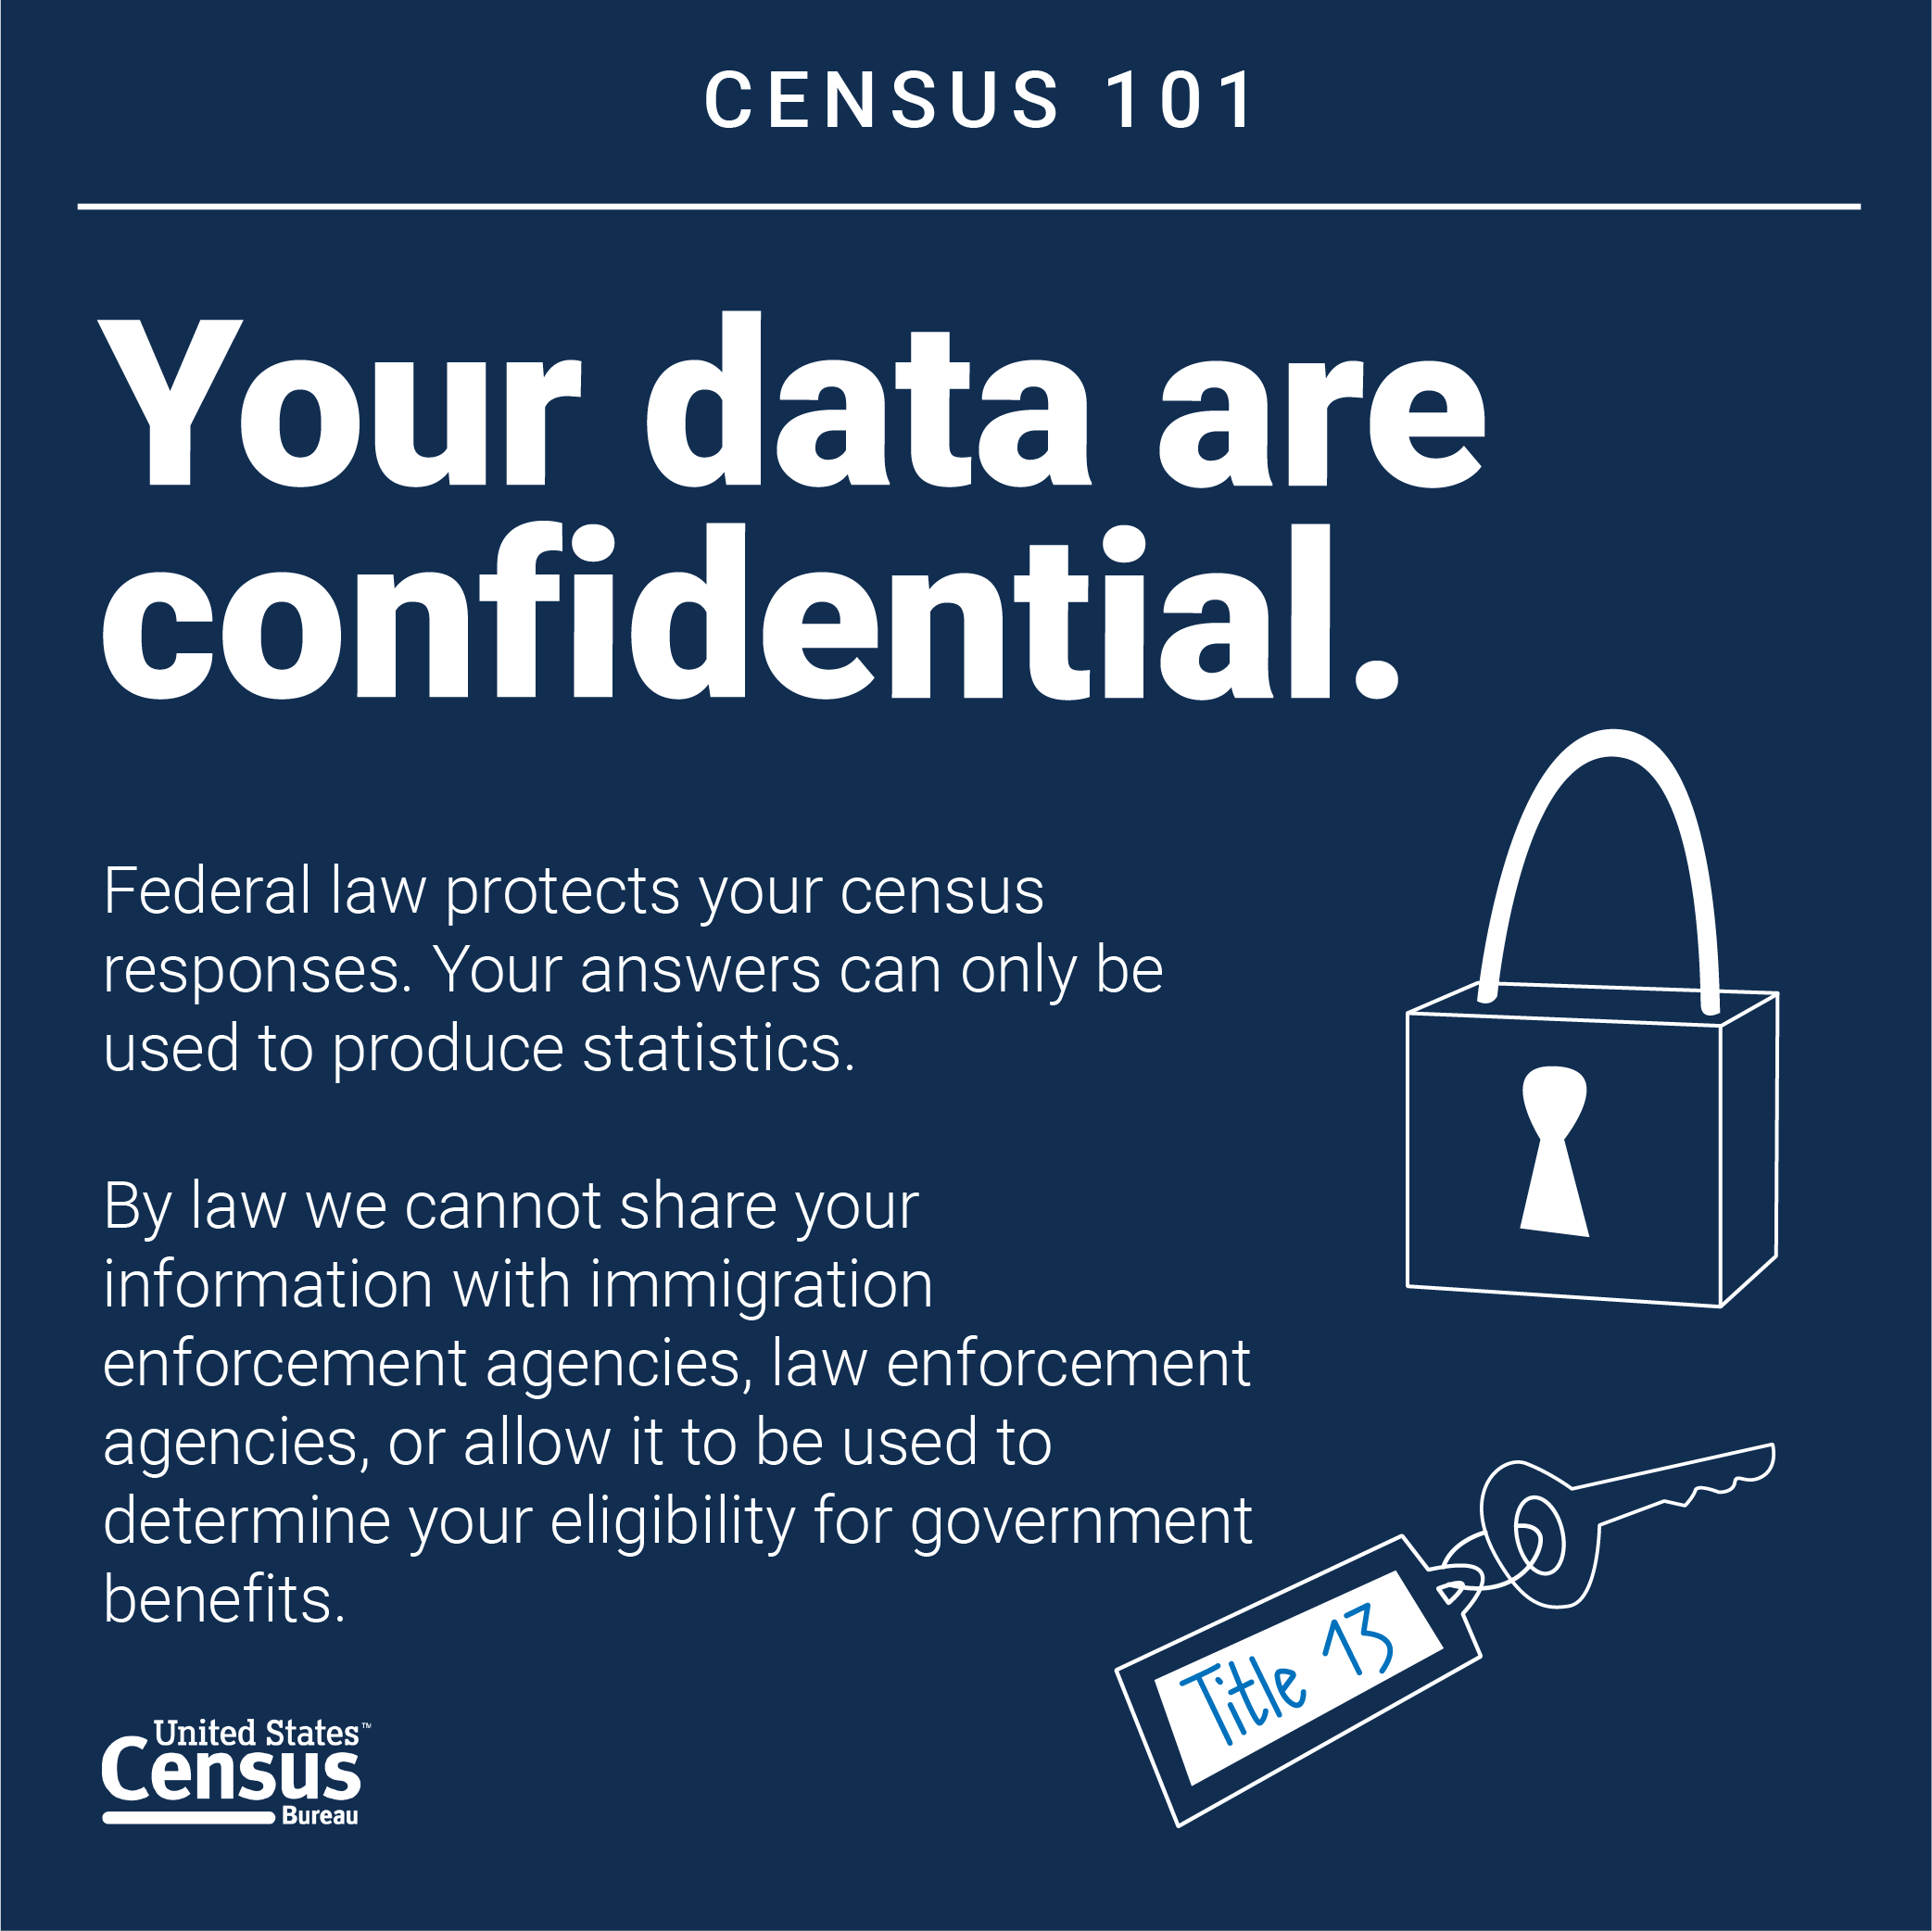 CENSUS 101
Your data are
confidential.
Federal law protects your census
responses. Your answers can only be
used to produce statistics.
By law we cannot share your
information with immigration
enforcement agencies, law enforcement
agencies, or allow it to be used to
determine your eligibility for government
benefits.
Title 13
United States™
Census
Bureau